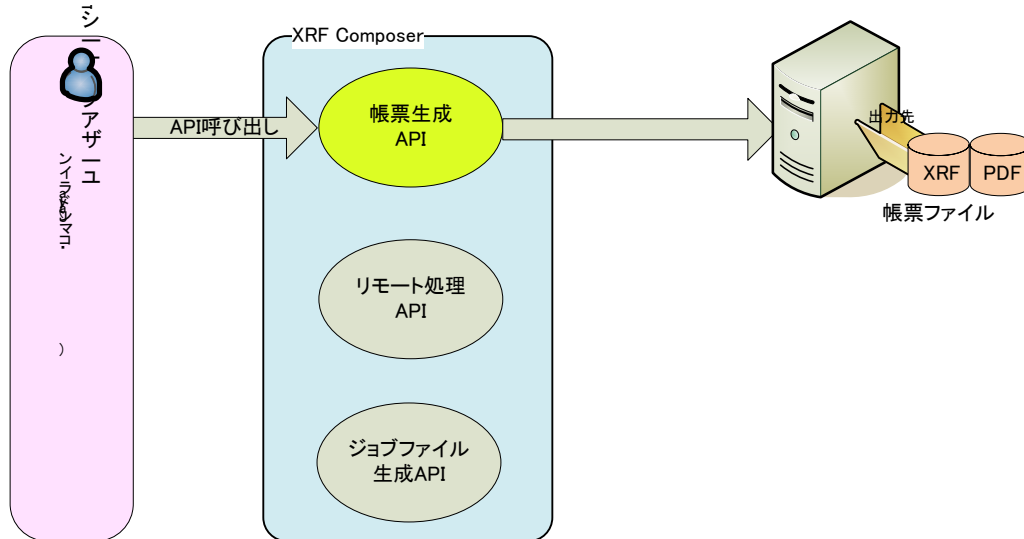 XRF Composer
API呼び出し
帳票生成
API
リモート処理
API
ジョブファイル
生成API
出力先
XRF
PDF
帳票ファイル